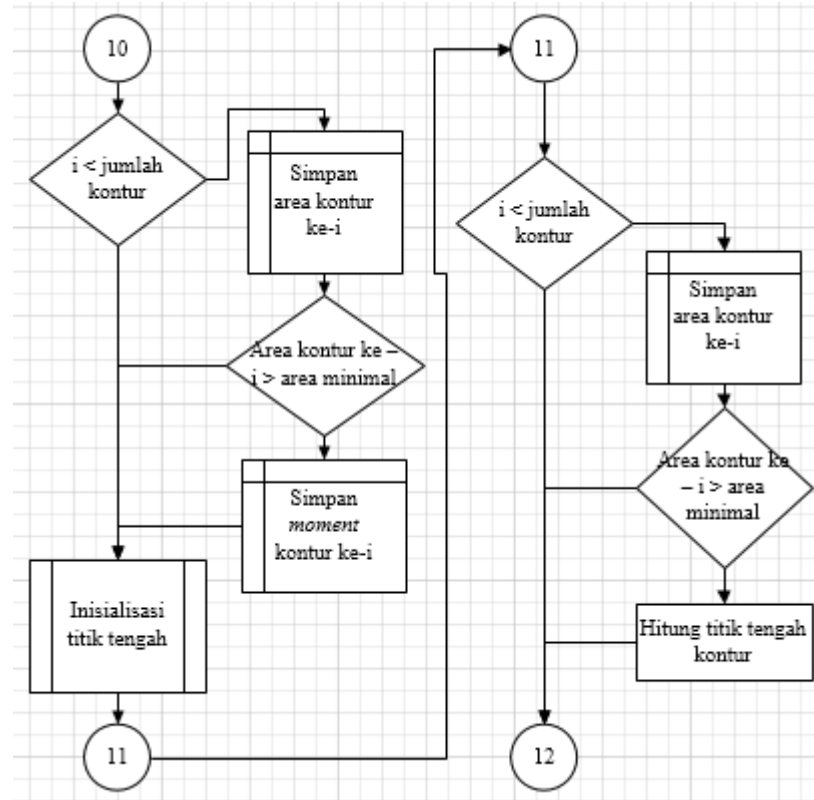 10
i < jumlah
kontur
Simpan
area kontur
ke-i
Area kontur ke –
i > area minimal
Simpan
moment
kontur ke-i
Inisialisasi
titik tengah
11
11
i < jumlah
kontur
Simpan
area kontur
ke-i
Area kontur ke
– i > area
minimal
Hitung titik tengah
kontur
12